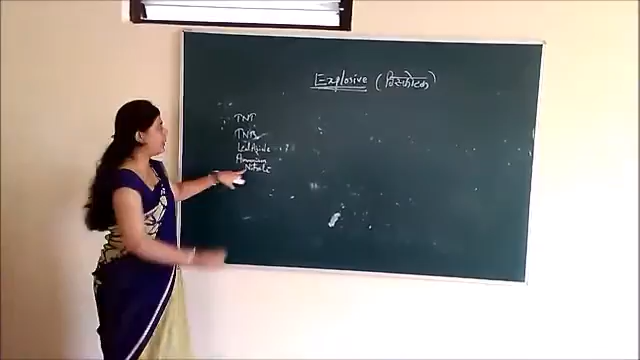 Explosive (विस्फोटक)
TNT
TNB
Lead Azide
Ammonium
Nitrate